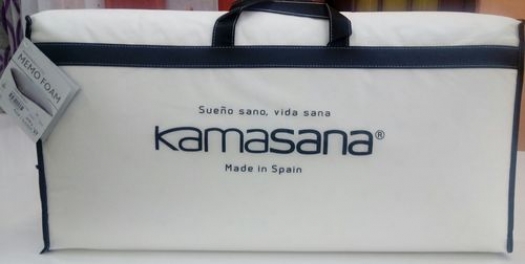 MEMO FOAM
Sueño sano, vida sana
kamasana®
Made in Spain